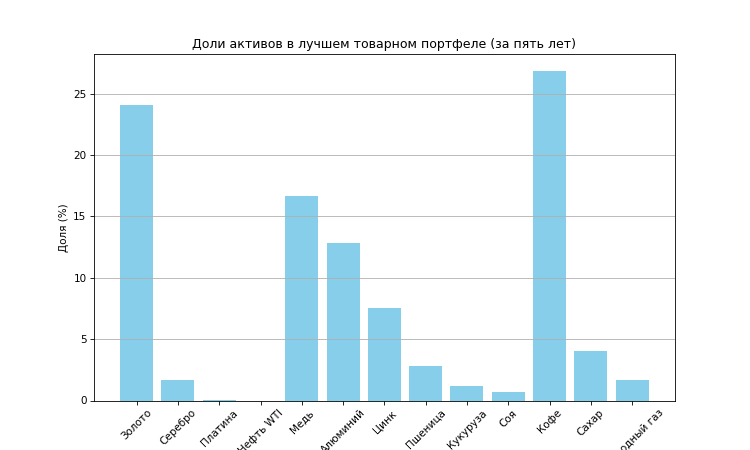 Доли активов в лучшем товарном портфеле (за пять лет)
Доля (%)
25
20
15
10
5
0
Золото
Серебро
Платина
Нефть WTI
Медь
Алюминий
Цинк
Пшеница
Кукуруза
Соя
Кофе
Сахар
газ